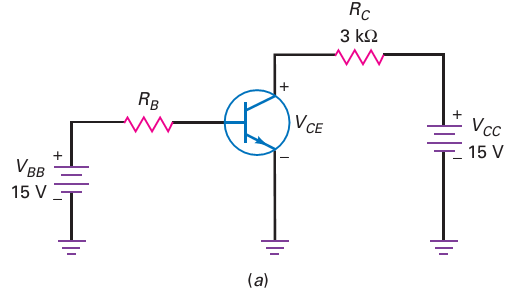 R_C
3 kΩ
R_B
+
V_CE
–
V_BB
+
15 V
–
+
V_CC
–
15 V
(a)